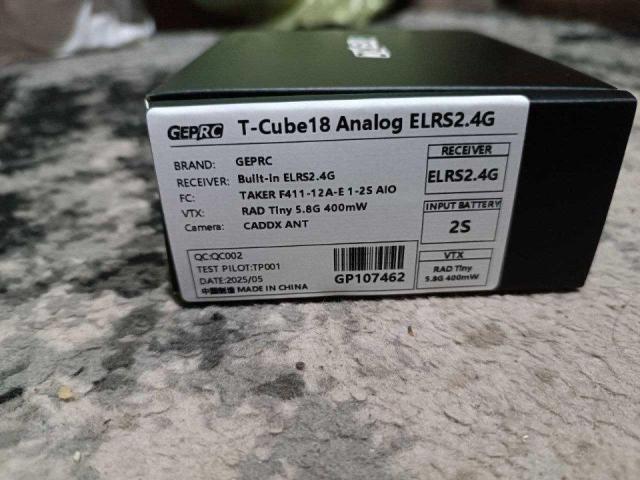 GEPRC T-Cube18 Analog ELRS2.4G
BRAND: GEPRC
RECEIVER: Built-in ELRS2.4G
FC: TAKER F411-12A-E 1-2S AIO
VTX: RAD Tiny 5.8G 400mW
Camera: CADDX ANT
RECEIVER
ELRS2.4G
INPUT BATTERY
2S
VTX
RAD Tiny
5.8G 400mW
QC:QC002
TEST PILOT:TP001
DATE:2025/05
中国制造 MADE IN CHINA
GP107462